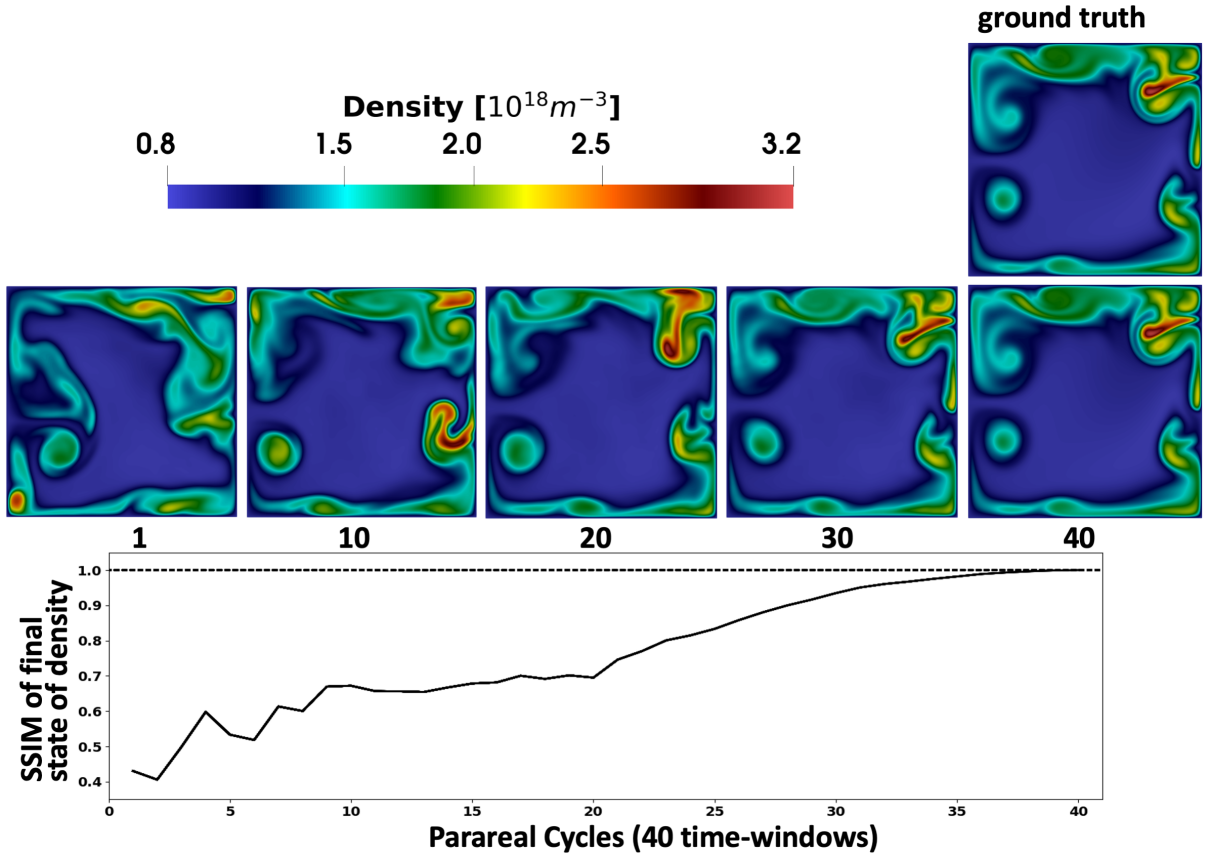 ground truth
Density [10^18 m^-3]
0.8 1.5 2.0 2.5 3.2
1 10 20 30 40
SSIM of final
state of density
1.0
0.9
0.8
0.7
0.6
0.5
0.4
0 5 10 15 20 25 30 35 40
Parareal Cycles (40 time-windows)